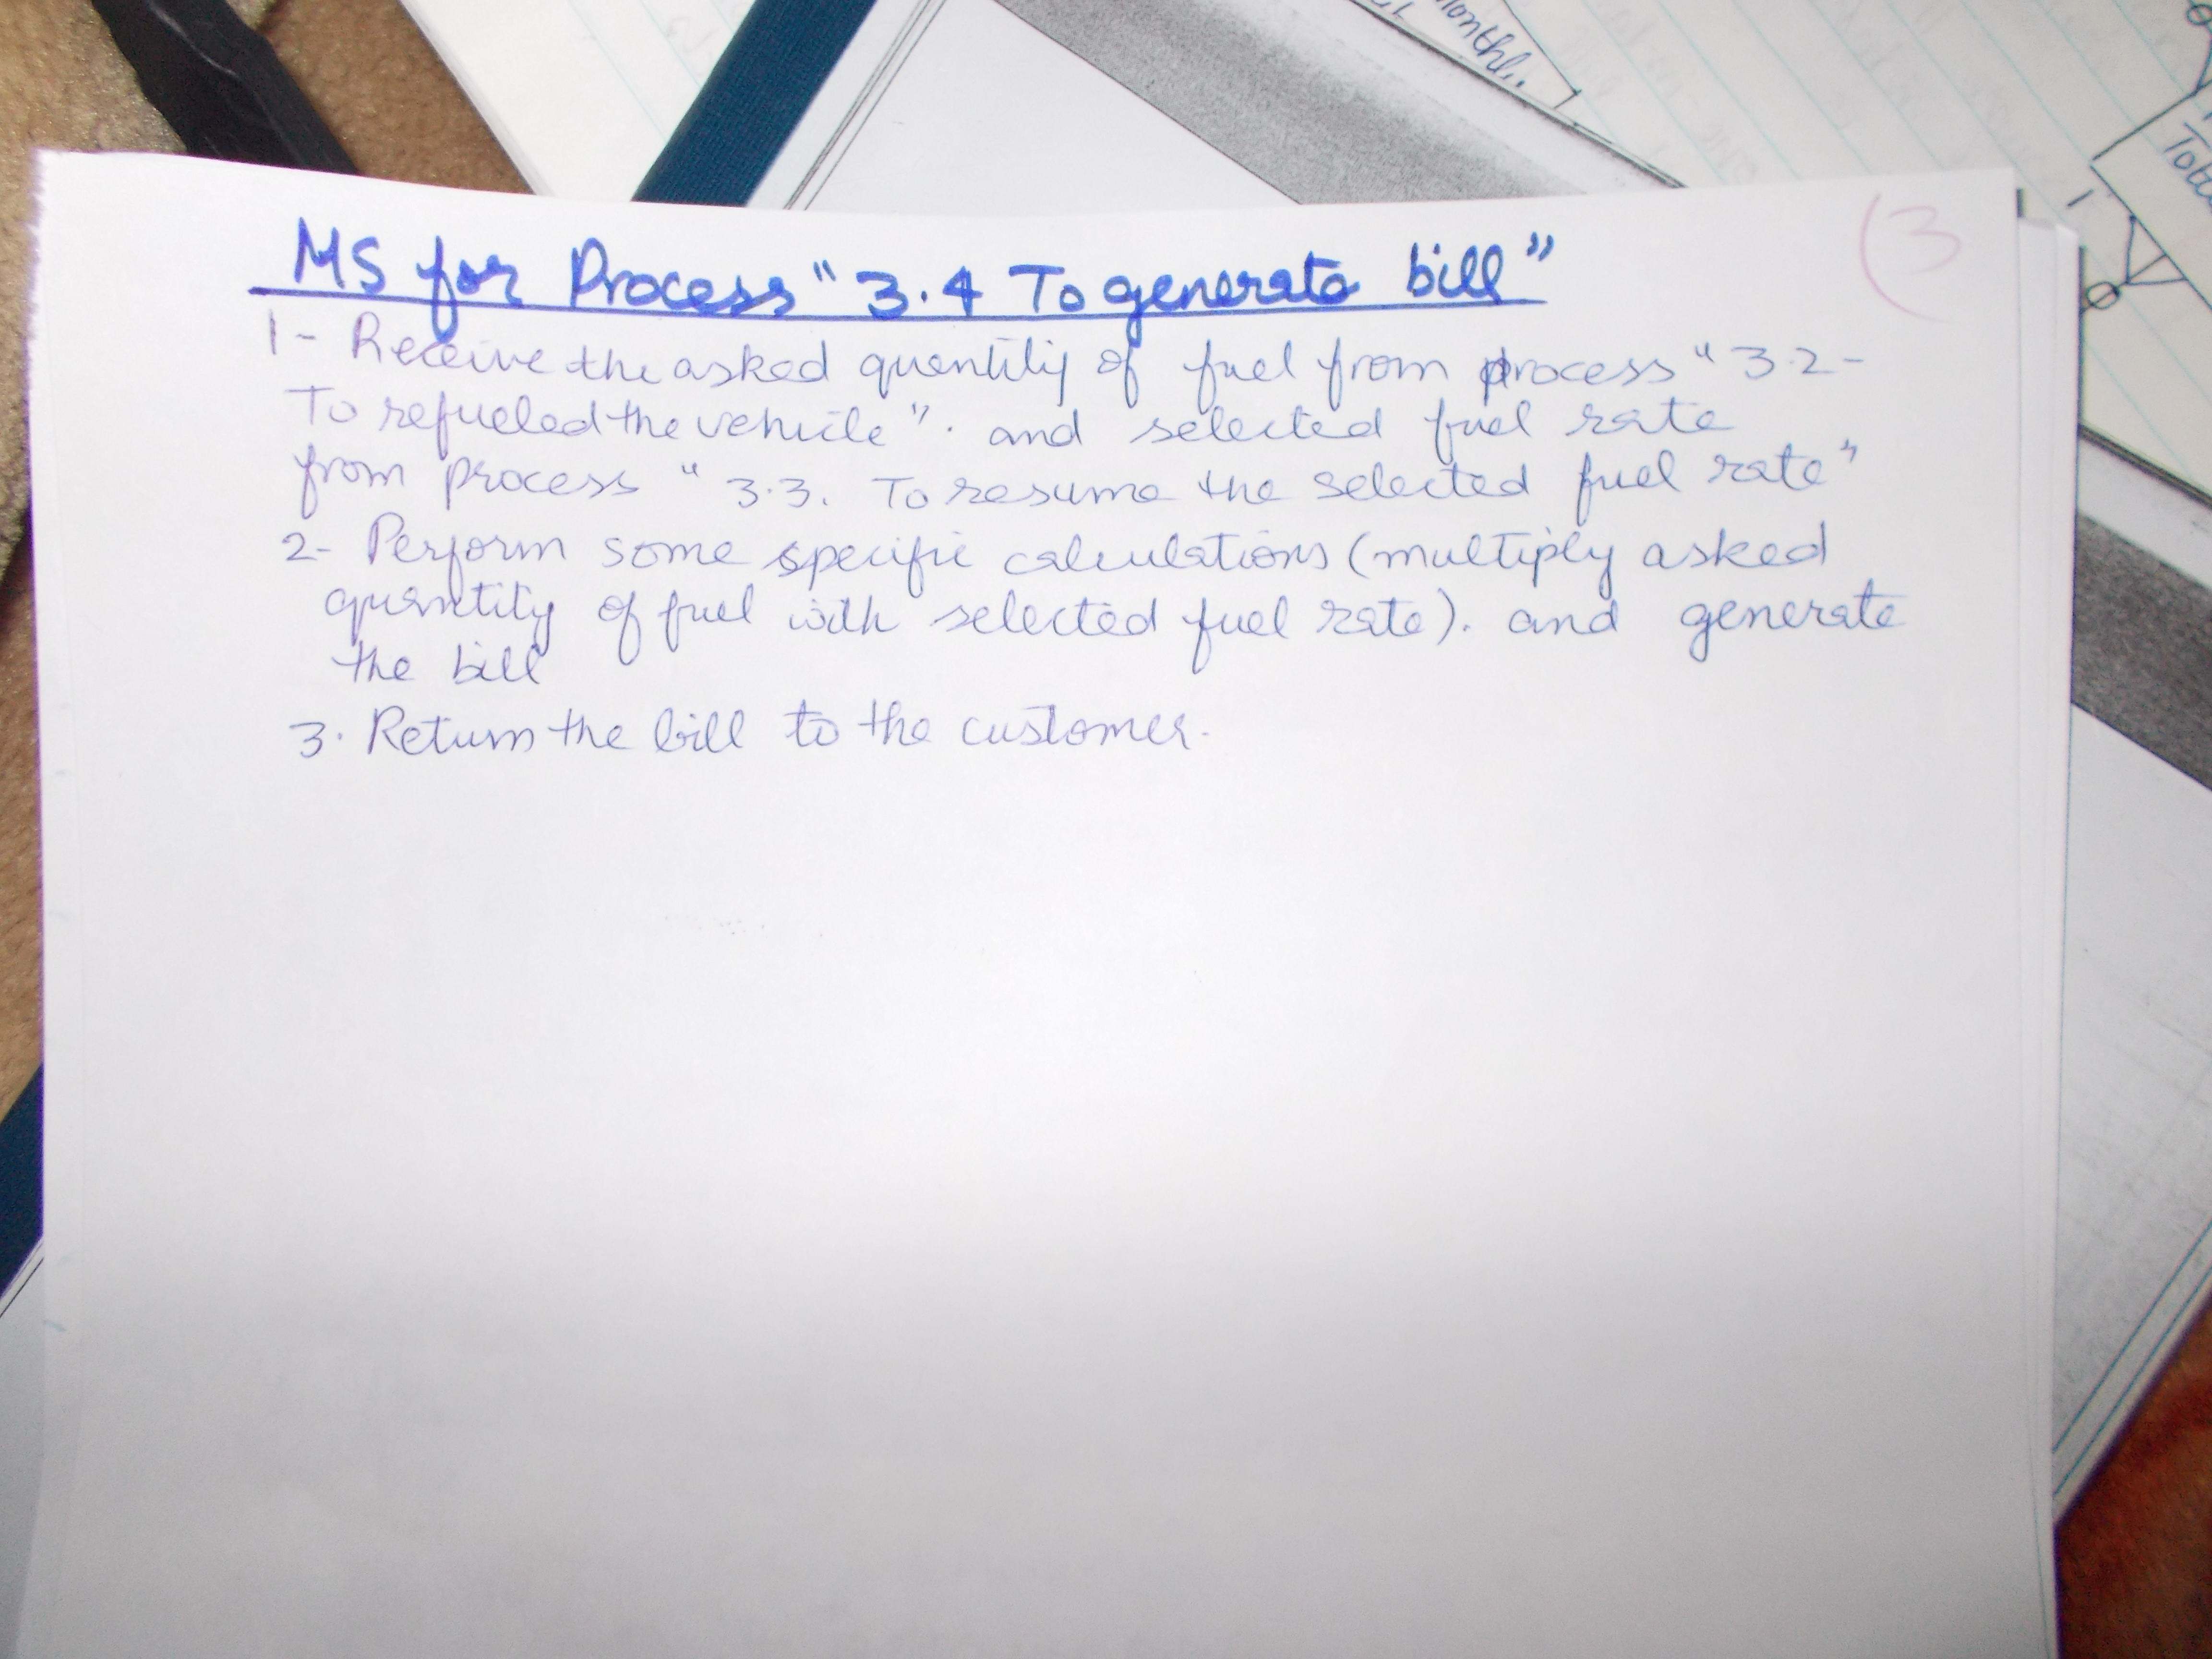 Monthl
Tota
(3
MS for Process "3.4 To generate bill"
1- Receive the asked quantity of fuel from process "3.2-
To refueled the vehicle". and selected fuel rate
from process "3.3. To resume the selected fuel rate"
2- Perform some specific calculations (multiply asked
quantity of fuel with selected fuel rate). and generate
the bill
3. Return the bill to the customer.